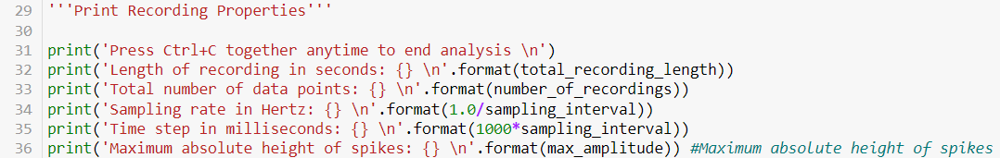 29 '''Print Recording Properties'''
30
31 print('Press Ctrl+C together anytime to end analysis \n')
32 print('Length of recording in seconds: {} \n'.format(total_recording_length))
33 print('Total number of data points: {} \n'.format(number_of_recordings))
34 print('Sampling rate in Hertz: {} \n'.format(1.0/sampling_interval))
35 print('Time step in milliseconds: {} \n'.format(1000*sampling_interval))
36 print('Maximum absolute height of spikes: {} \n'.format(max_amplitude)) #Maximum absolute height of spikes